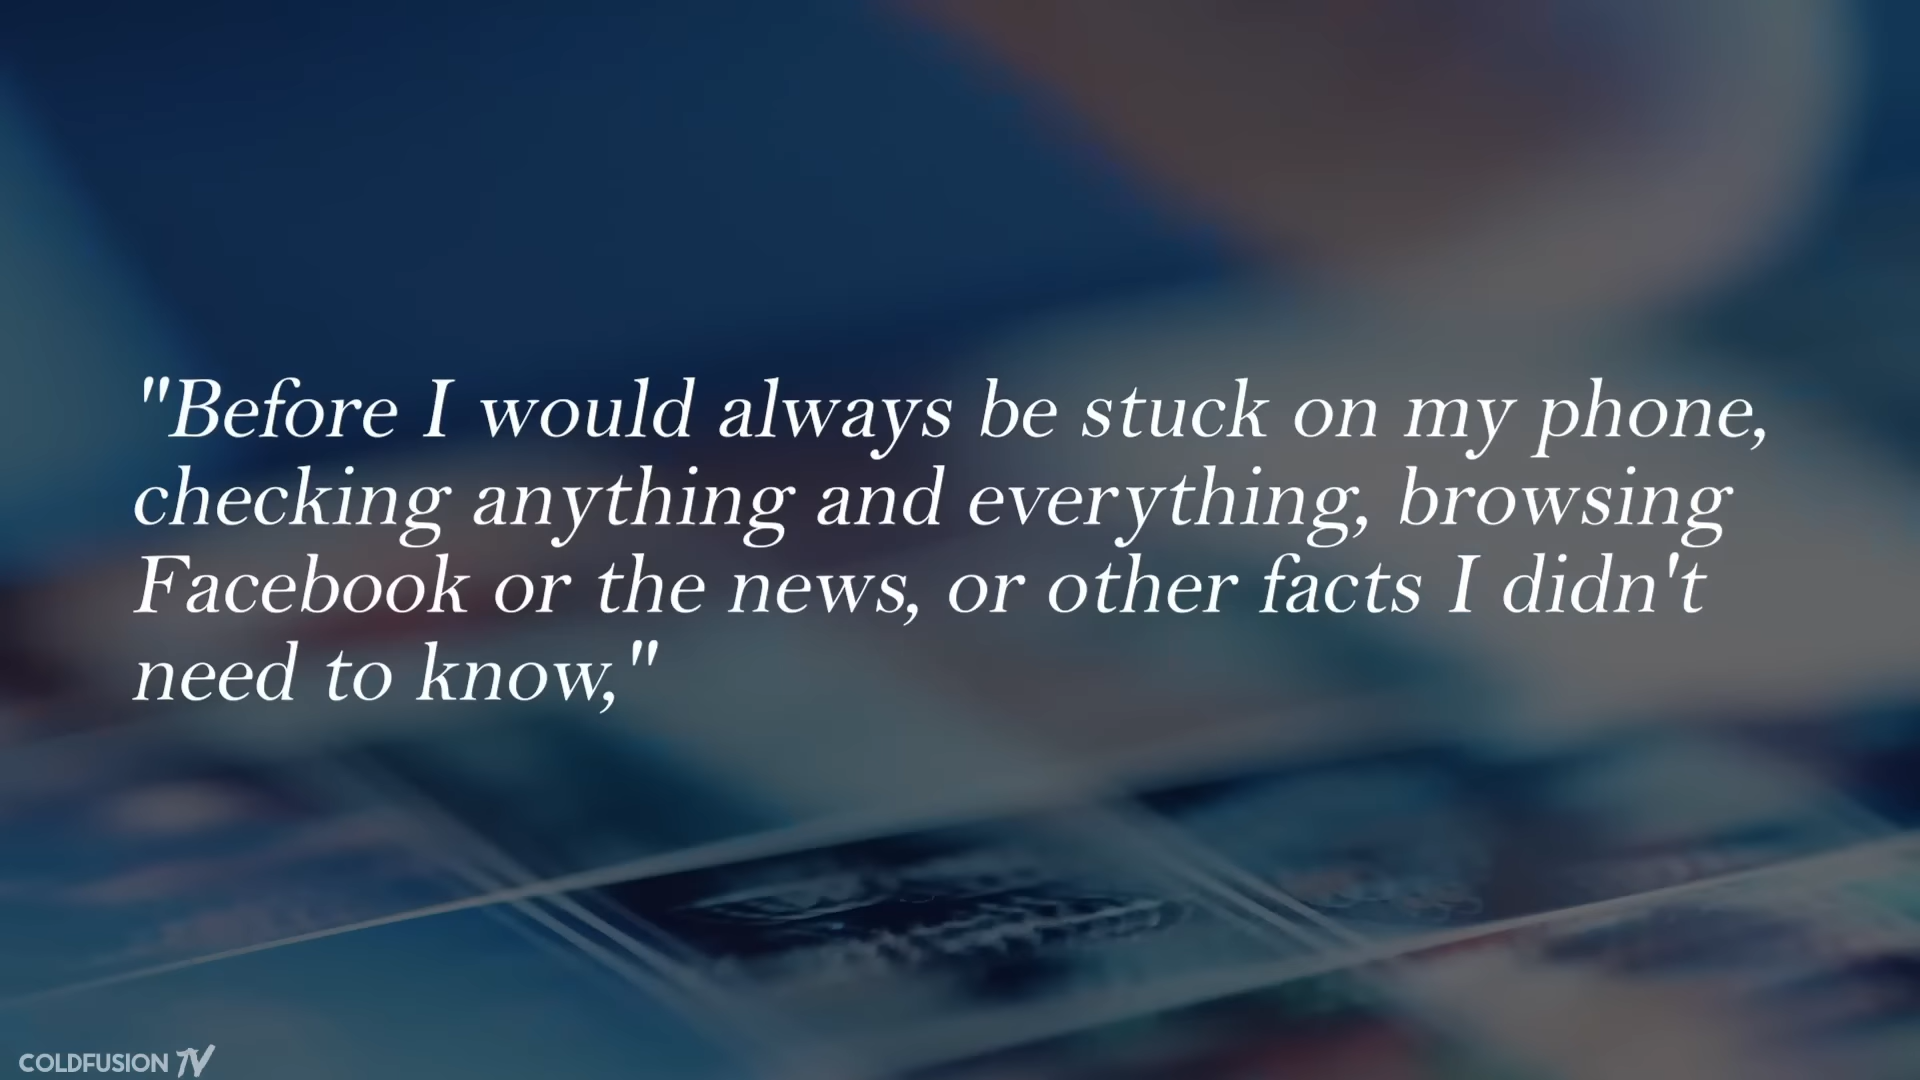 "Before I would always be stuck on my phone,
checking anything and everything, browsing
Facebook or the news, or other facts I didn't
need to know,"
COLDFUSION TV